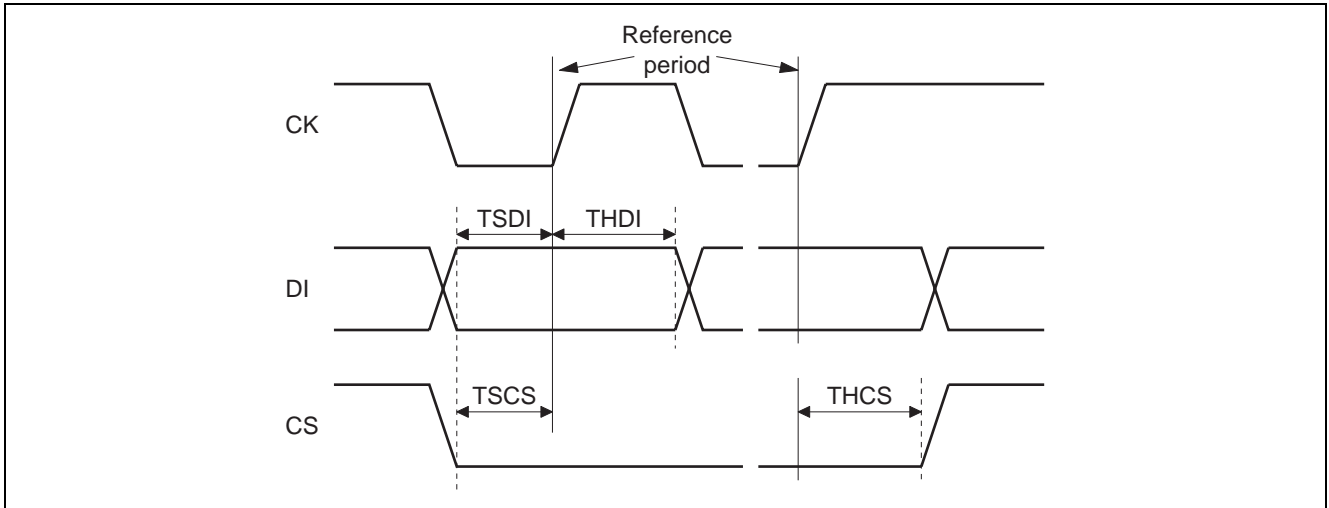 Reference
period
CK
TSDI
THDI
DI
TSCS
THCS
CS